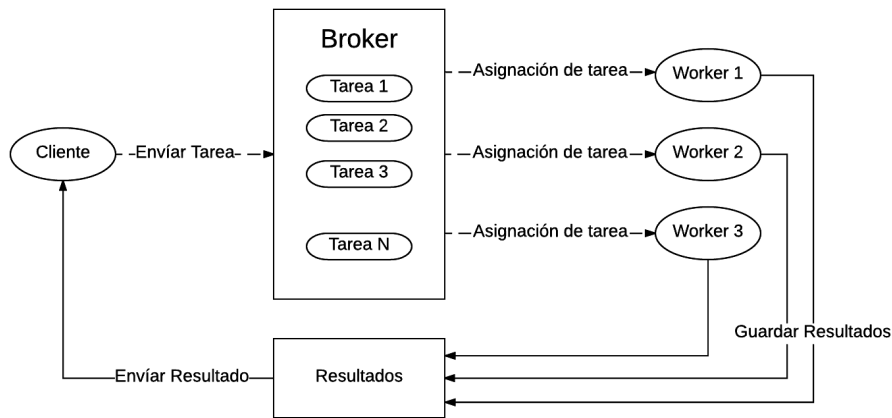 Broker
Tarea 1
Tarea 2
Tarea 3
Tarea N
Cliente
Envíar Tarea
Asignación de tarea
Worker 1
Asignación de tarea
Worker 2
Asignación de tarea
Worker 3
Guardar Resultados
Envíar Resultado
Resultados